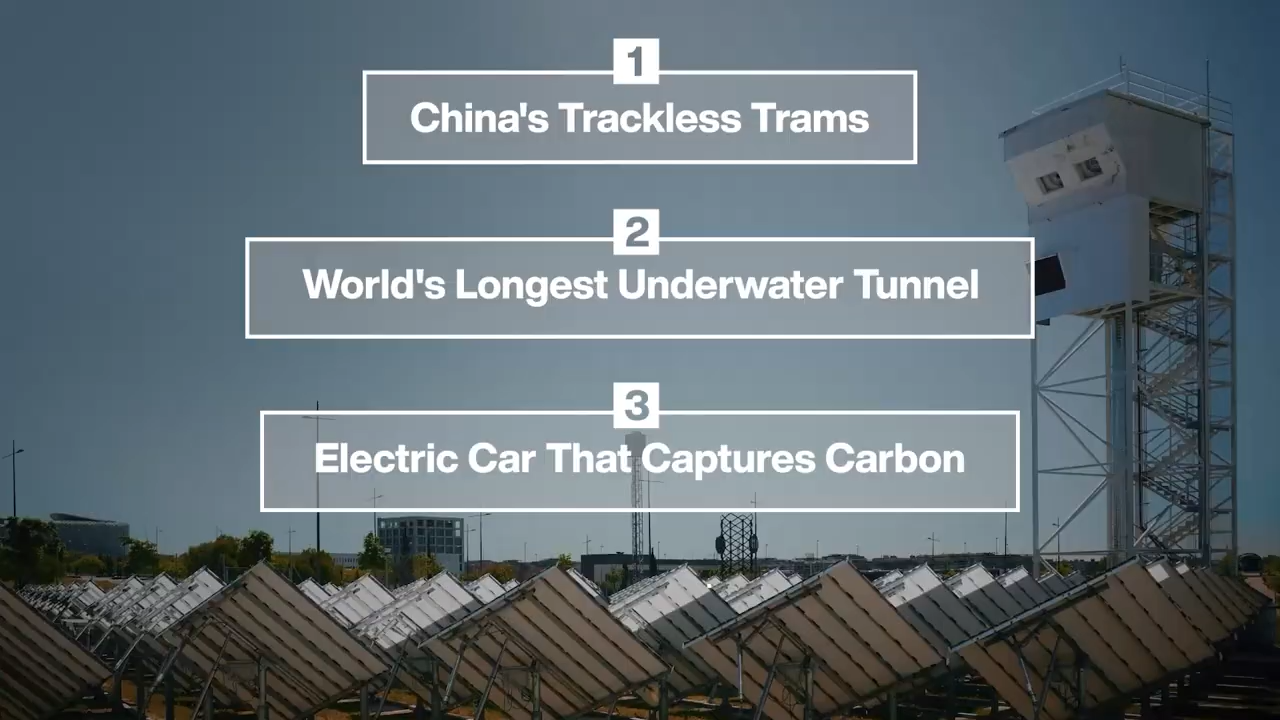 1
China's Trackless Trams
2
World's Longest Underwater Tunnel
3
Electric Car That Captures Carbon